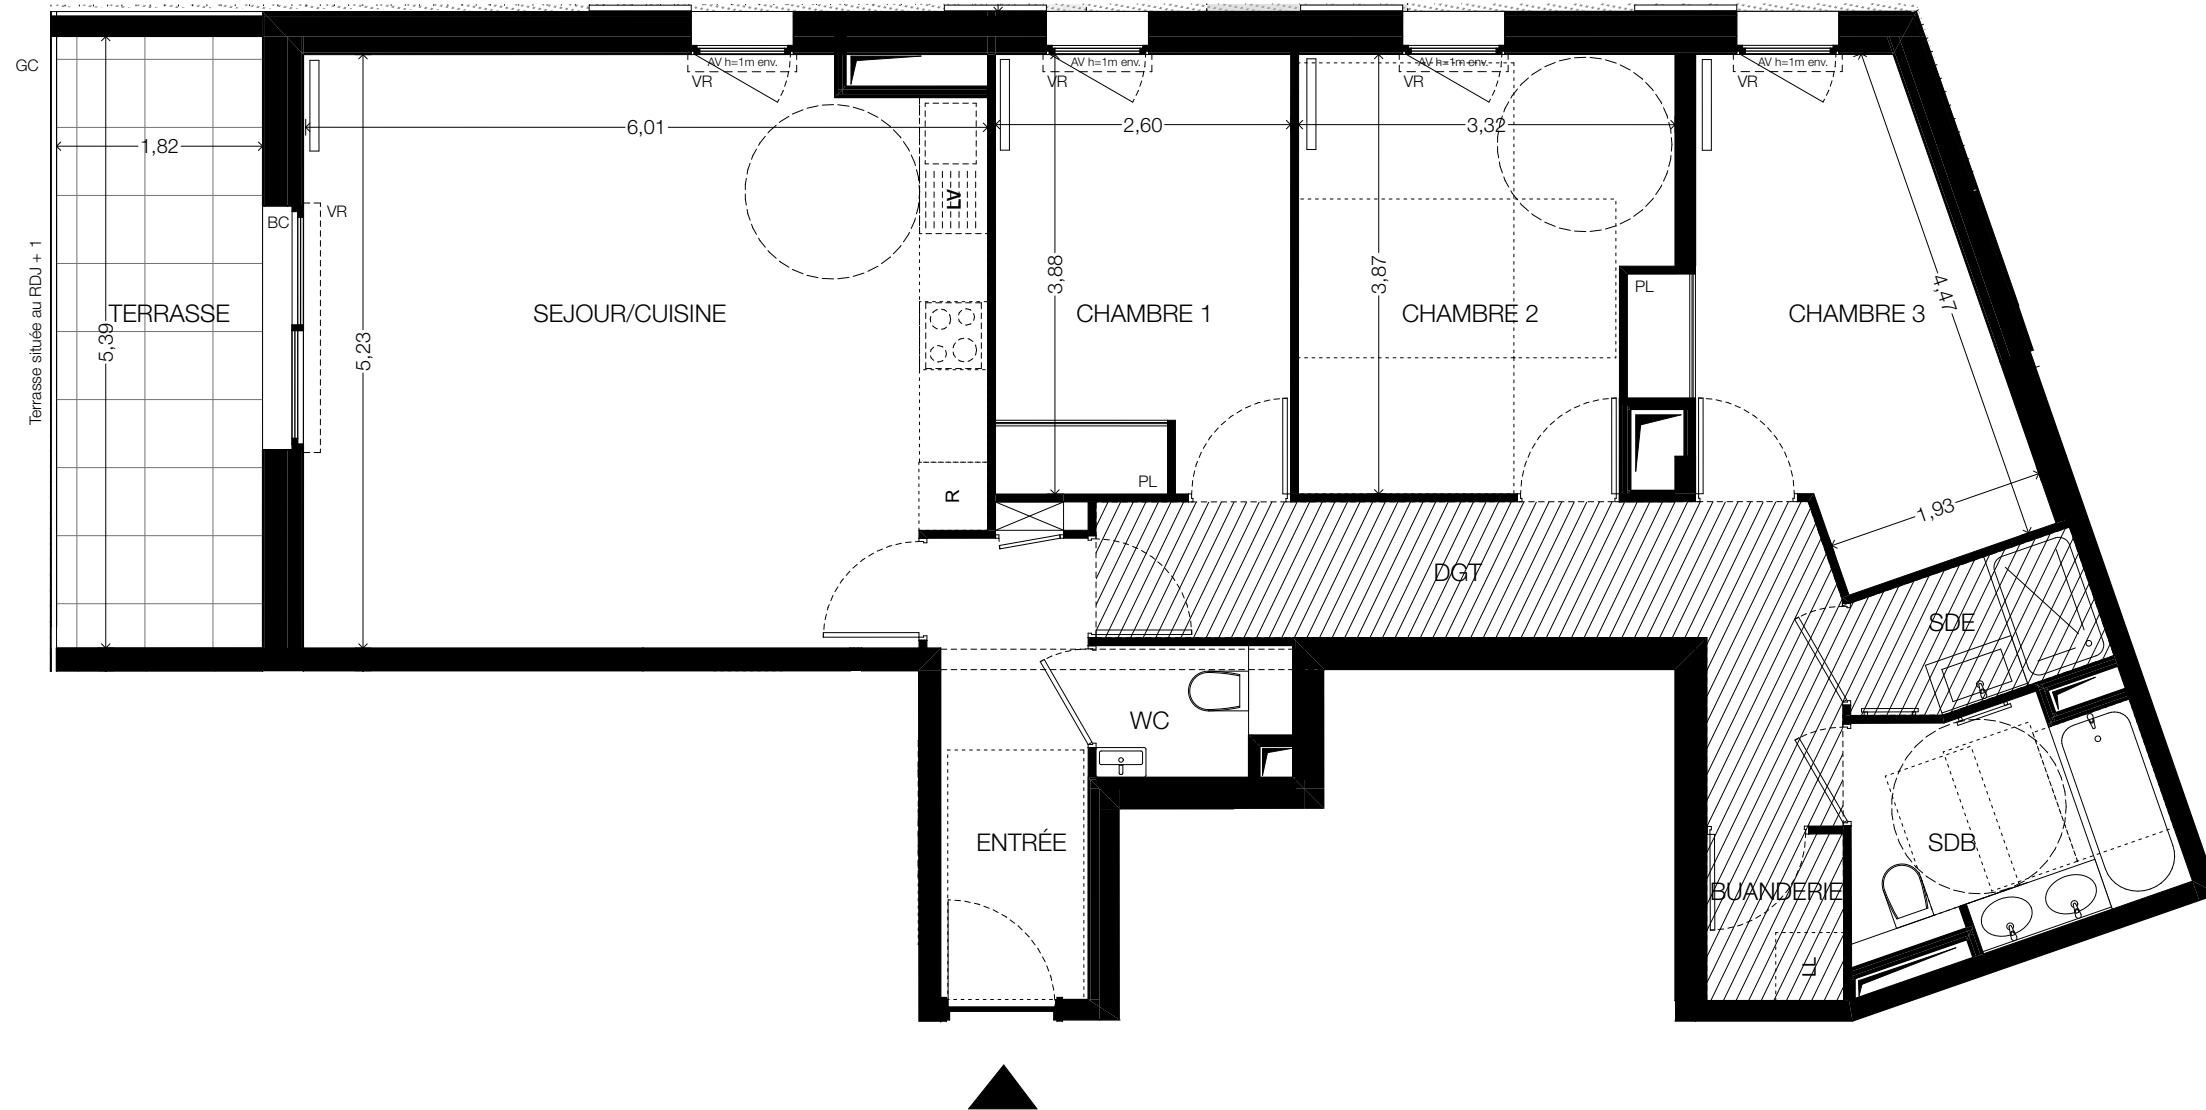 AV h=1m env.
AV h=1m env.
AV h=1m env.
AV h=1m env.
GC
VR
VR
VR
VR
6,01
2,60
3,32
1,82
LV
BC
VR
3,88
3,87
PL
4,47
TERRASSE
SEJOUR/CUISINE
CHAMBRE 1
CHAMBRE 2
CHAMBRE 3
Terrasse située au RDJ + 1
5,39
5,23
PL
R
1,93
DGT
SDE
WC
ENTRÉE
SDB
BUANDERIE
LL